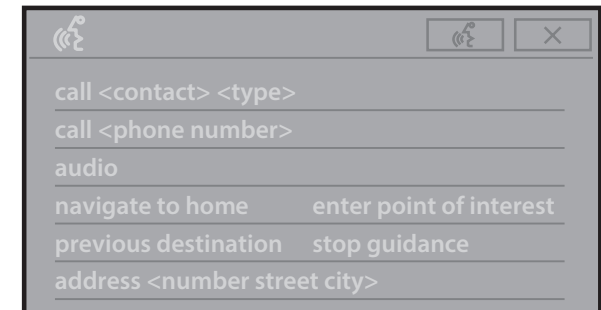 call <contact> <type>
call <phone number>
audio
navigate to home enter point of interest
previous destination stop guidance
address <number street city>